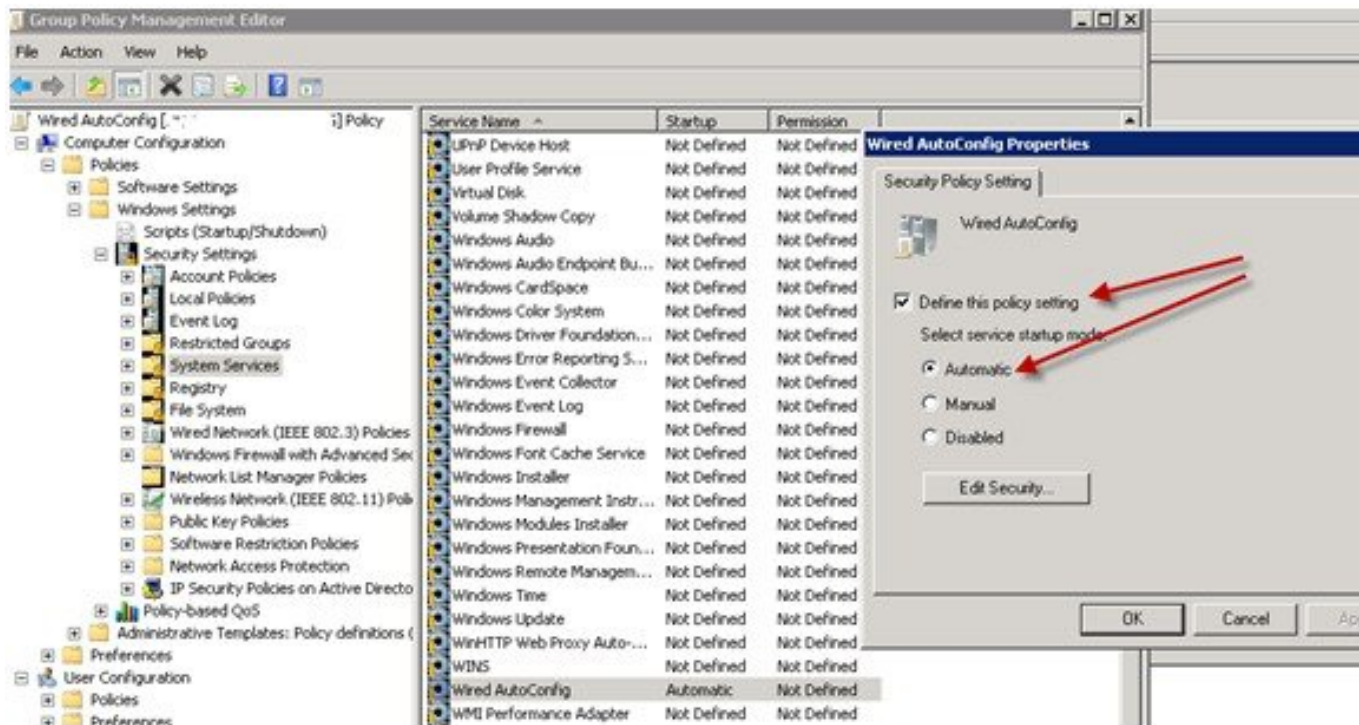 Group Policy Management Editor
File Action View Help
Wired AutoConfig [. Policy
Computer Configuration
Policies
Software Settings
Windows Settings
Scripts (Startup/Shutdown)
Security Settings
Account Policies
Local Policies
Event Log
Restricted Groups
System Services
Registry
File System
Wired Network (IEEE 802.3) Policies
Windows Firewall with Advanced Sec
Network List Manager Policies
Wireless Network (IEEE 802.11) Poli
Public Key Policies
Software Restriction Policies
Network Access Protection
IP Security Policies on Active Directo
Policy-based QoS
Administrative Templates: Policy definitions (
Preferences
User Configuration
Policies
Preferences
Service Name Startup Permission
UPnP Device Host Not Defined Not Defined
User Profile Service Not Defined Not Defined
Virtual Disk Not Defined Not Defined
Volume Shadow Copy Not Defined Not Defined
Windows Audio Not Defined Not Defined
Windows Audio Endpoint Bu... Not Defined Not Defined
Windows CardSpace Not Defined Not Defined
Windows Color System Not Defined Not Defined
Windows Driver Foundation... Not Defined Not Defined
Windows Error Reporting S... Not Defined Not Defined
Windows Event Collector Not Defined Not Defined
Windows Event Log Not Defined Not Defined
Windows Firewall Not Defined Not Defined
Windows Font Cache Service Not Defined Not Defined
Windows Installer Not Defined Not Defined
Windows Management Instr... Not Defined Not Defined
Windows Modules Installer Not Defined Not Defined
Windows Presentation Foun... Not Defined Not Defined
Windows Remote Managem... Not Defined Not Defined
Windows Time Not Defined Not Defined
Windows Update Not Defined Not Defined
WinHTTP Web Proxy Auto-... Not Defined Not Defined
WINS Not Defined Not Defined
Wired AutoConfig Automatic Not Defined
WMI Performance Adapter Not Defined Not Defined
Wired AutoConfig Properties
Security Policy Setting
Wired AutoConfig
Define this policy setting
Select service startup mode:
Automatic
Manual
Disabled
Edit Security...
OK Cancel Ap